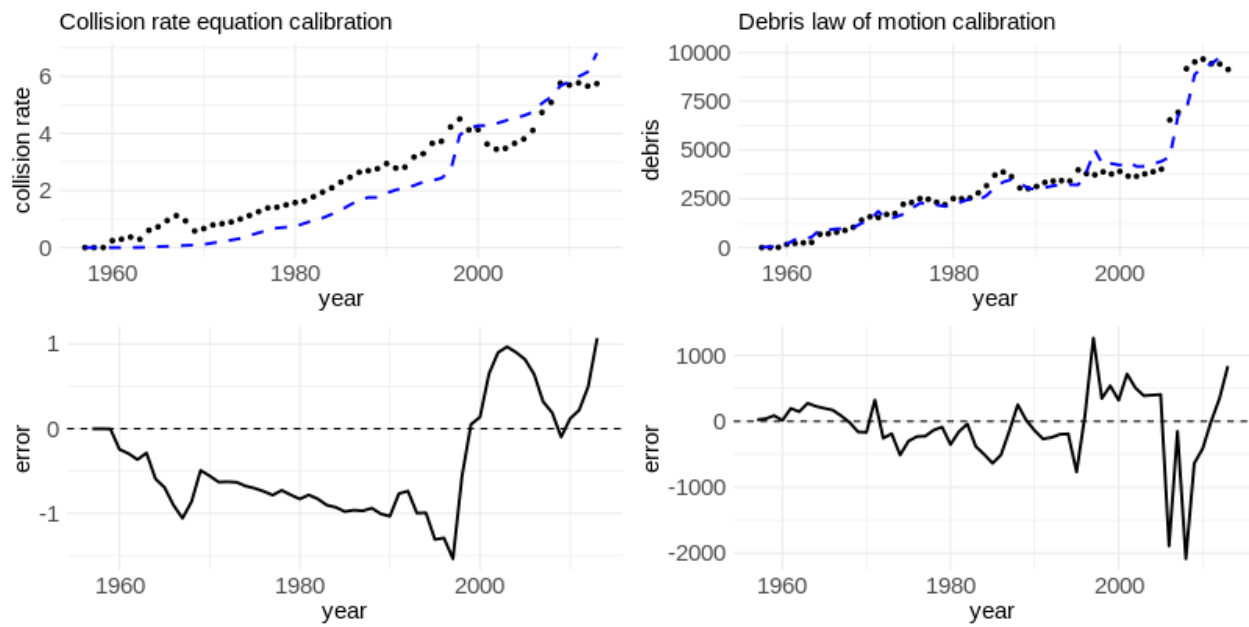 Collision rate equation calibration
collision rate
6
4
2
0
1960 1980 2000
year
Debris law of motion calibration
debris
10000
7500
5000
2500
0
1960 1980 2000
year
error
1
0
-1
1960 1980 2000
year
error
1000
0
-1000
-2000
1960 1980 2000
year